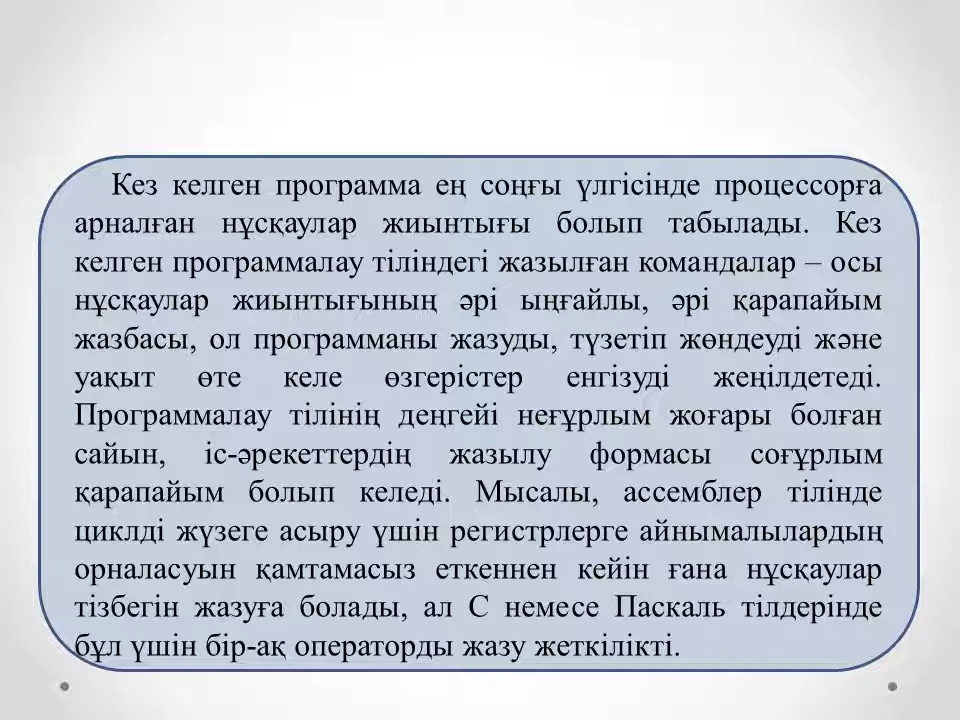 Кез келген программа ең соңғы үлгісінде процессорға
арналған нұсқаулар жиынтығы болып табылады. Кез
келген программалау тіліндегі жазылған командалар – осы
нұсқаулар жиынтығының әрі ыңғайлы, әрі қарапайым
жазбасы, ол программаны жазуды, түзетіп жөндеуді және
уақыт өте келе өзгерістер енгізуді жеңілдетеді.
Программалау тілінің деңгейі неғұрлым жоғары болған
сайын, іс-әрекеттердің жазылу формасы соғұрлым
қарапайым болып келеді. Мысалы, ассемблер тілінде
циклді жүзеге асыру үшін регистрлерге айнымалылардың
орналасуын қамтамасыз еткеннен кейін ғана нұсқаулар
тізбегін жазуға болады, ал С немесе Паскаль тілдерінде
бұл үшін бір-ақ операторды жазу жеткілікті.